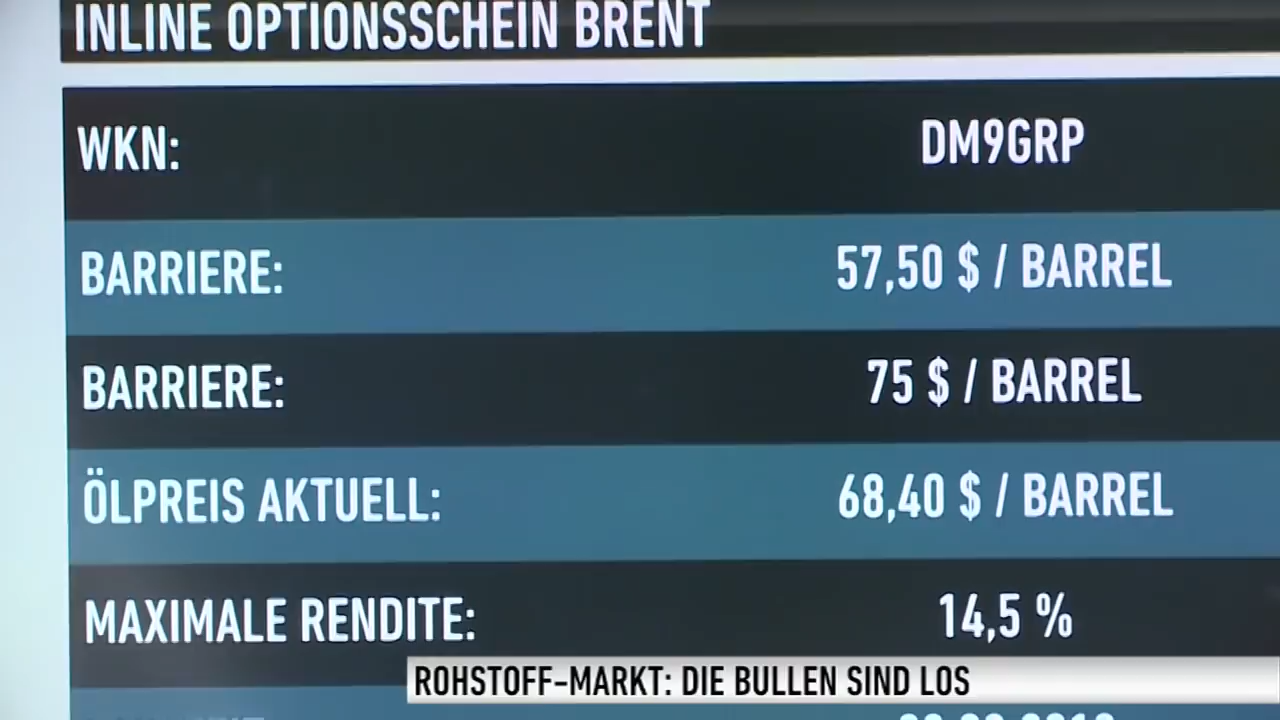 INLINE OPTIONSSCHEIN BRENT
WKN: DM9GRP
BARRIERE: 57,50 $ / BARREL
BARRIERE: 75 $ / BARREL
ÖLPREIS AKTUELL: 68,40 $ / BARREL
MAXIMALE RENDITE: 14,5 %
ROHSTOFF-MARKT: DIE BULLEN SIND LOS